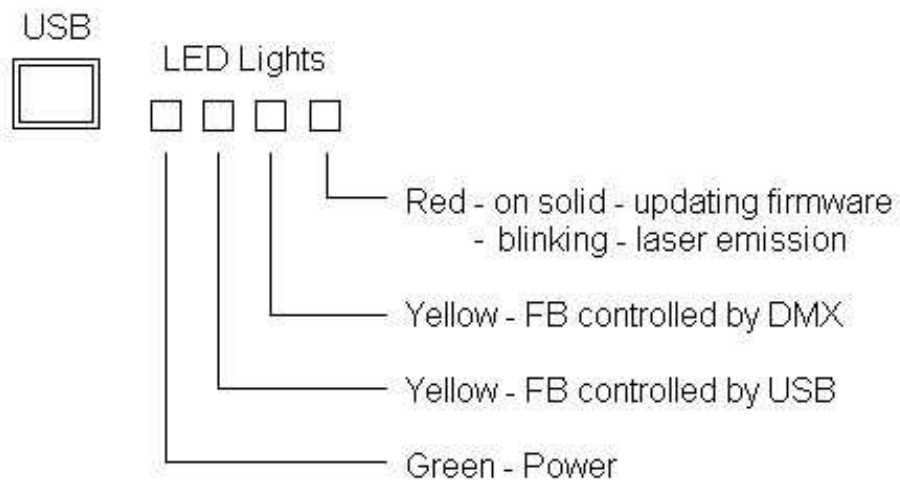 USB
LED Lights
Red - on solid - updating firmware
- blinking - laser emission
Yellow - FB controlled by DMX
Yellow - FB controlled by USB
Green - Power